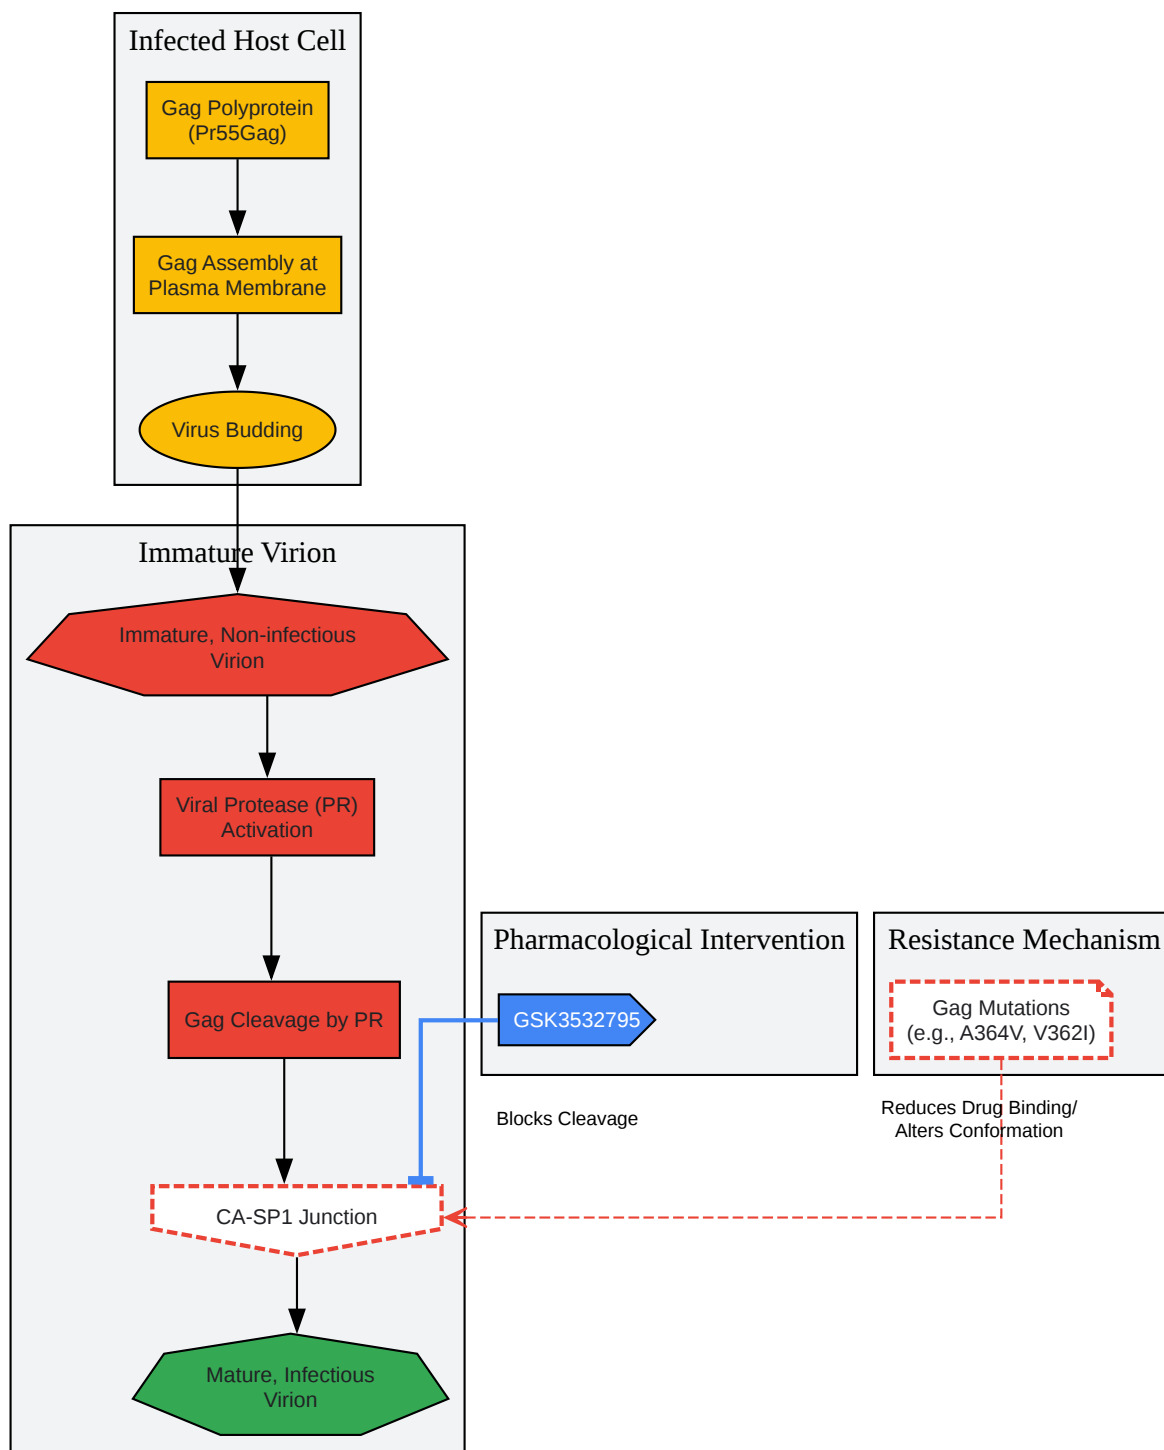 Infected Host Cell
Gag Polyprotein
(Pr55Gag)
Gag Assembly at
Plasma Membrane
Virus Budding
Immature Virion
Immature, Non-infectious
Virion
Viral Protease (PR)
Activation
Gag Cleavage by PR
Pharmacological Intervention
GSK3532795
Blocks Cleavage
Resistance Mechanism
Gag Mutations
(e.g., A364V, V362I)
Reduces Drug Binding/
Alters Conformation
CA-SP1 Junction
Mature, Infectious
Virion